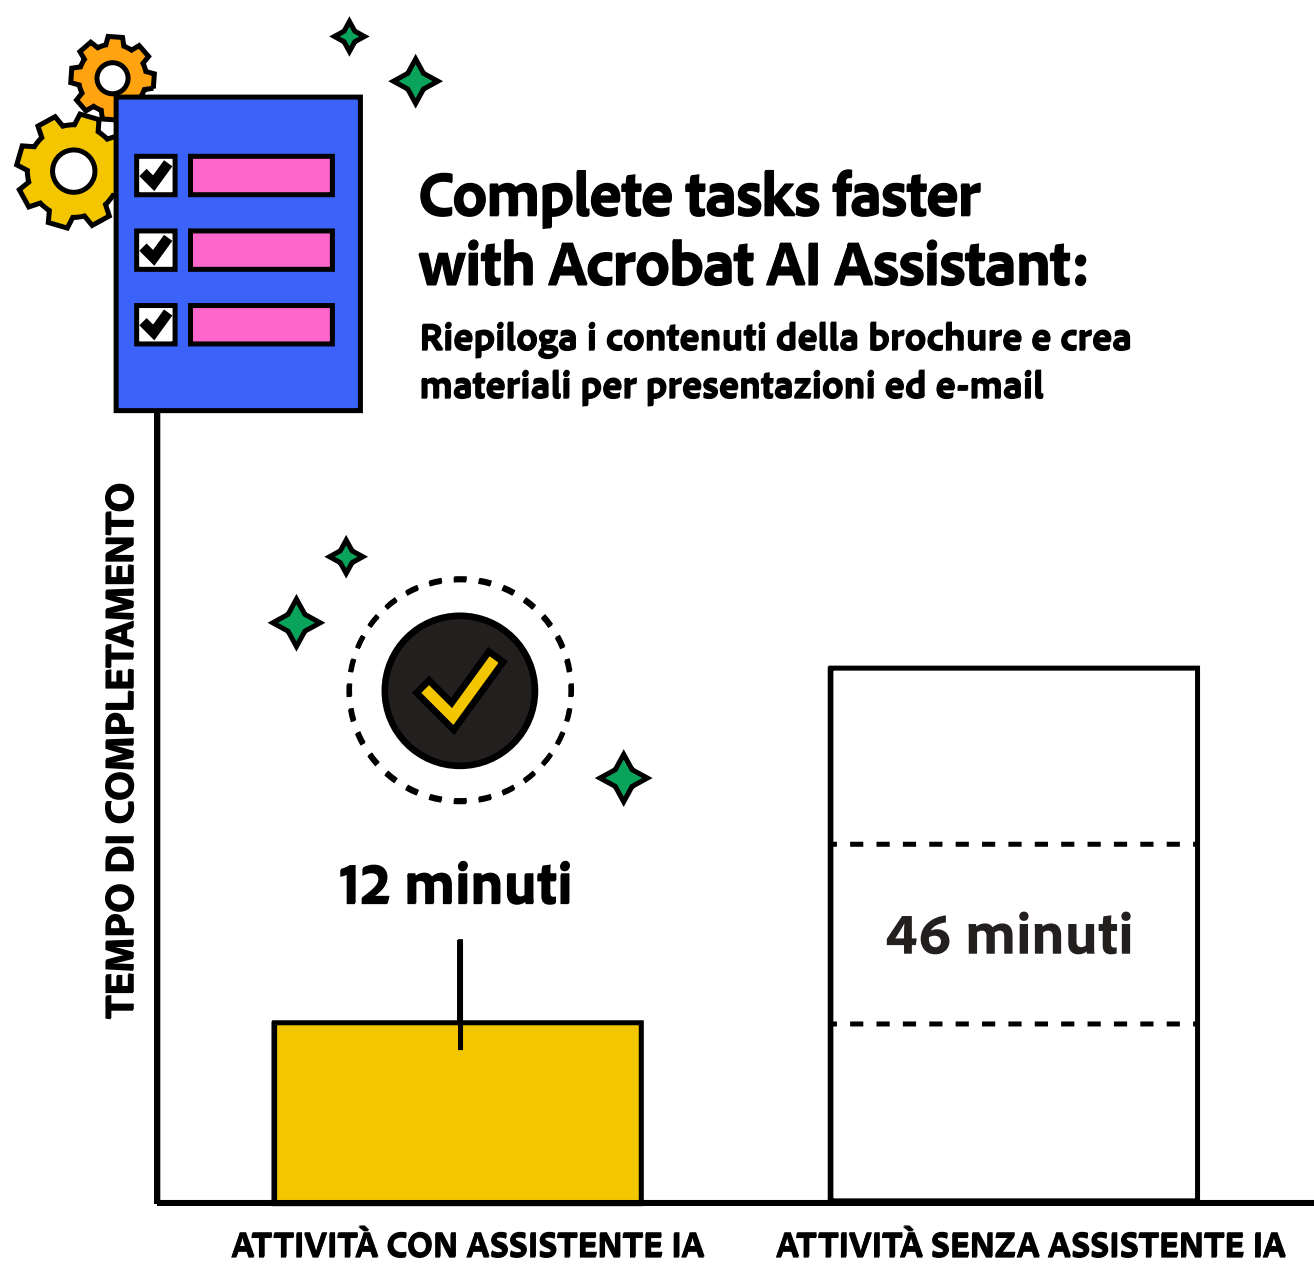 Complete tasks faster
with Acrobat AI Assistant:
Riepiloga i contenuti della brochure e crea
materiali per presentazioni ed e-mail
TEMPO DI COMPLETAMENTO
12 minuti
46 minuti
ATTIVITÀ CON ASSISTENTE IA
ATTIVITÀ SENZA ASSISTENTE IA